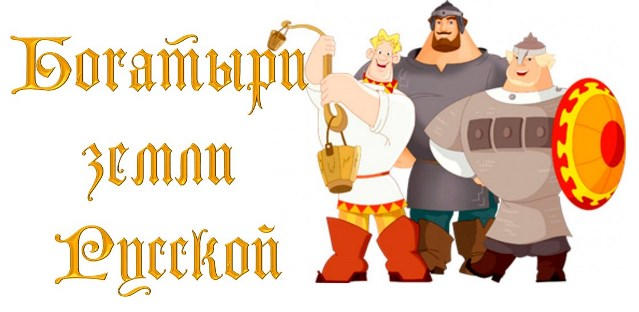 Богатыри
земли
Русской